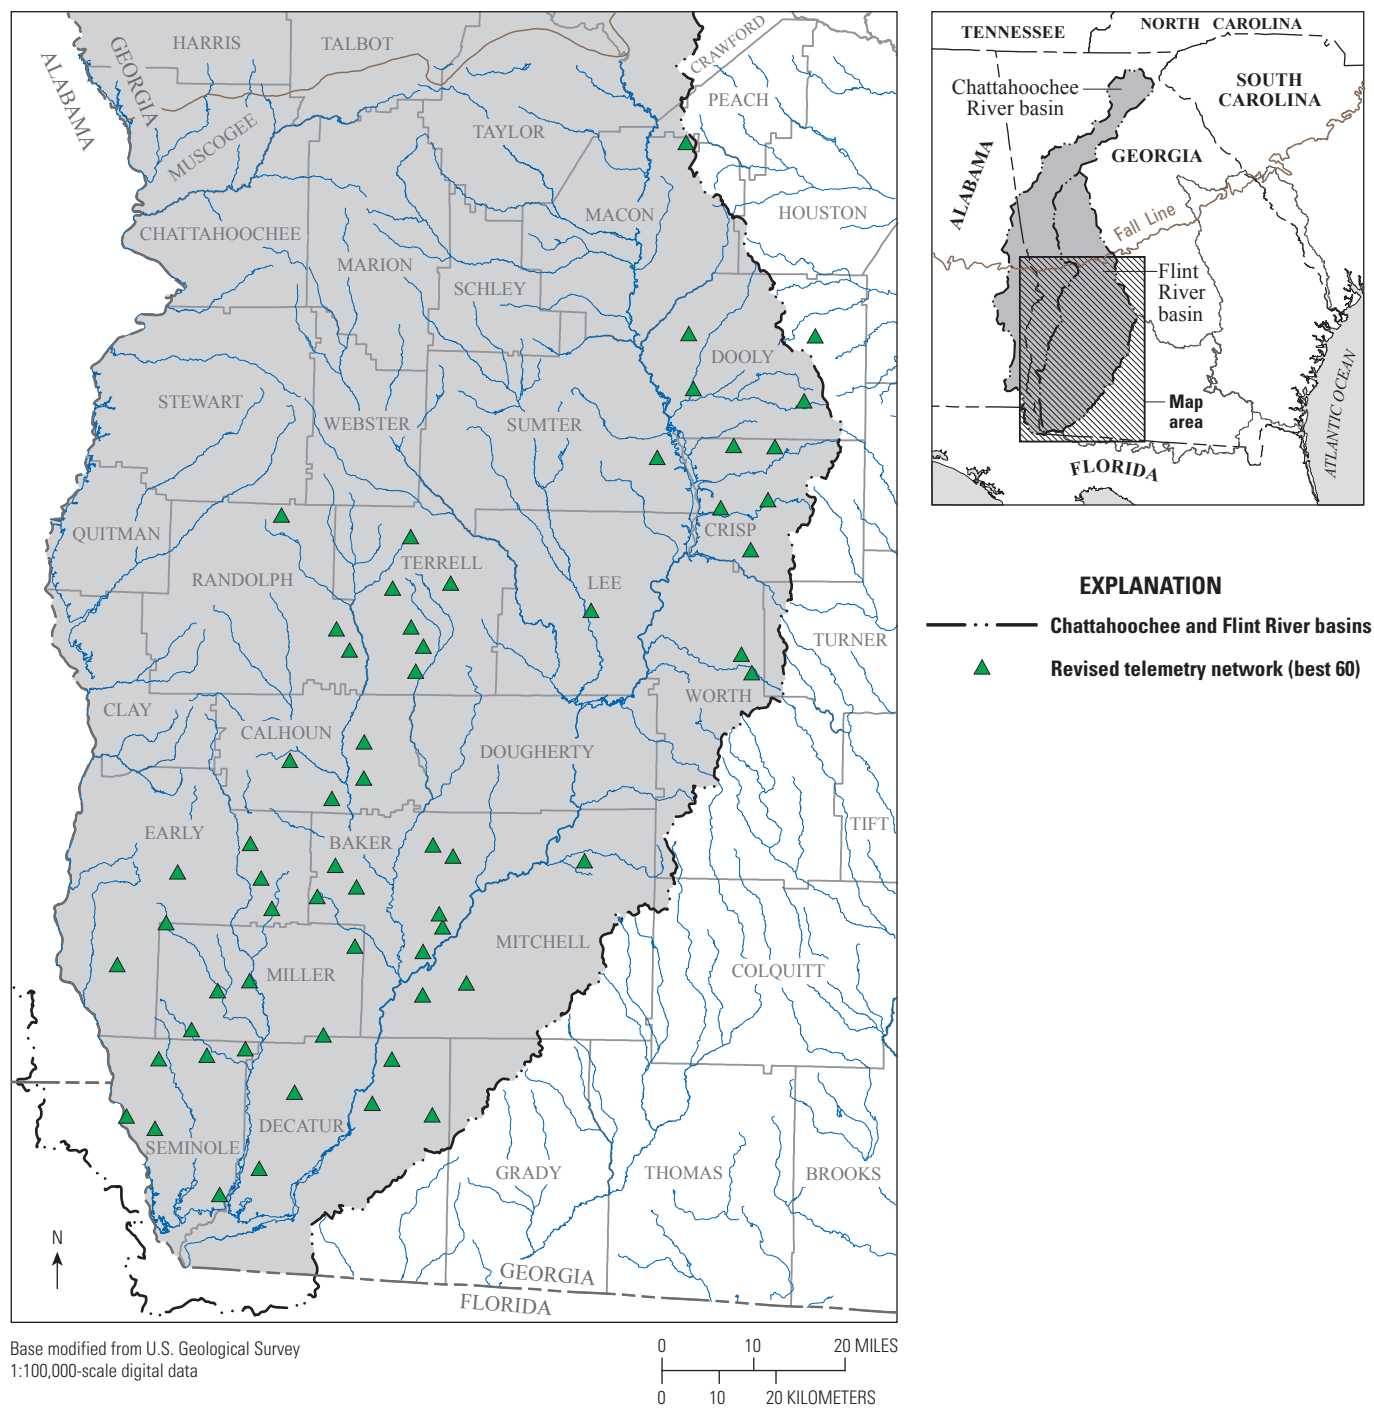 HARRIS
TALBOT
CRAWFORD
GEORGIA
ALABAMA
PEACH
MUSCOGEE
TAYLOR
MACON
HOUSTON
CHATTAHOOCHEE
MARION
SCHLEY
DOOLY
STEWART
WEBSTER
SUMTER
QUITMAN
CRISP
RANDOLPH
TERRELL
LEE
TURNER
CLAY
CALHOUN
WORTH
DOUGHERTY
EARLY
BAKER
TIFT
MITCHELL
MILLER
COLQUITT
DECATUR
SEMINOLE
GRADY
THOMAS
BROOKS
N
GEORGIA
FLORIDA
Base modified from U.S. Geological Survey
1:100,000-scale digital data
0 10 20 MILES
0 10 20 KILOMETERS
TENNESSEE
NORTH CAROLINA
Chattahoochee
River basin
SOUTH
CAROLINA
GEORGIA
ALABAMA
Fall Line
Flint
River
basin
Map
area
ATLANTIC OCEAN
FLORIDA
EXPLANATION
Chattahoochee and Flint River basins
Revised telemetry network (best 60)